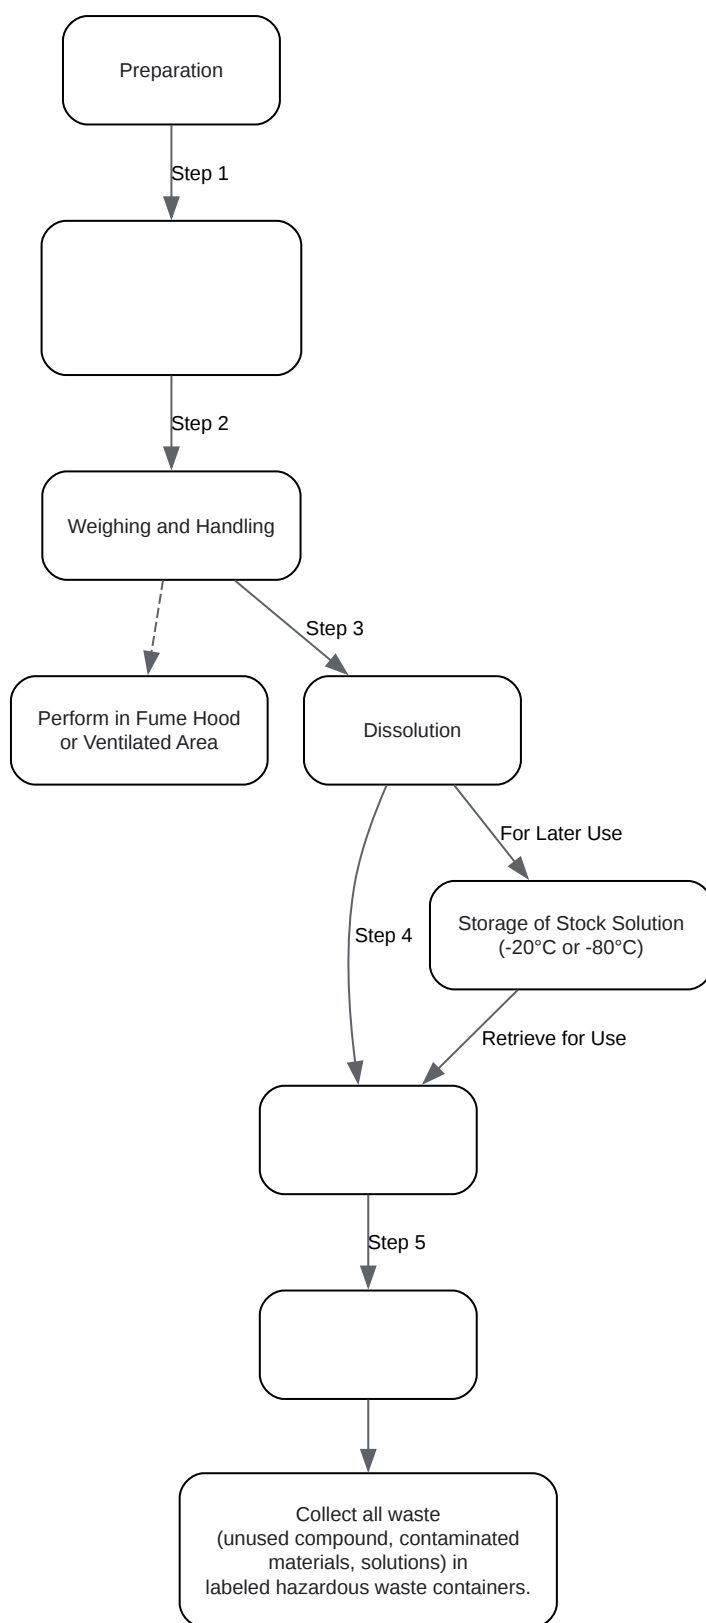 Preparation
Step 1
Step 2
Weighing and Handling
Step 3
Perform in Fume Hood
or Ventilated Area
Dissolution
For Later Use
Step 4
Storage of Stock Solution
(-20°C or -80°C)
Retrieve for Use
Step 5
Collect all waste
(unused compound, contaminated
materials, solutions) in
labeled hazardous waste containers.